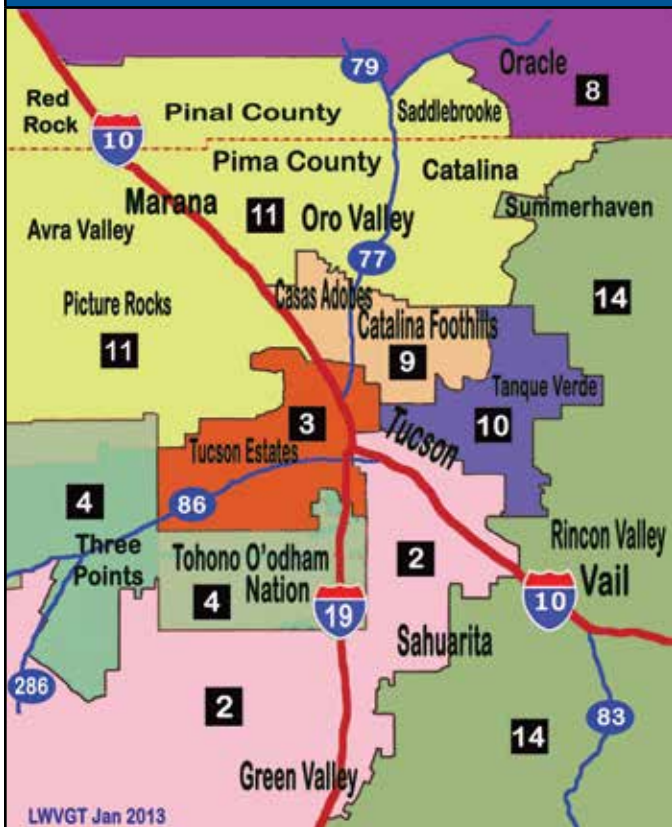 79
Oracle
8
Red
Rock
Pinal County
Saddlebrooke
10
Pima County
Catalina
Marana
11
Oro Valley
Summerhaven
Avra Valley
77
14
Casas Adobes
Picture Rocks
Catalina Foothills
11
9
Tanque Verde
3
10
Tucson
Tucson Estates
4
86
Three
Points
Tohono O'odham
Nation
4
2
Rincon Valley
Vail
19
10
Sahuarita
286
2
83
14
Green Valley
LWVGT Jan 2013